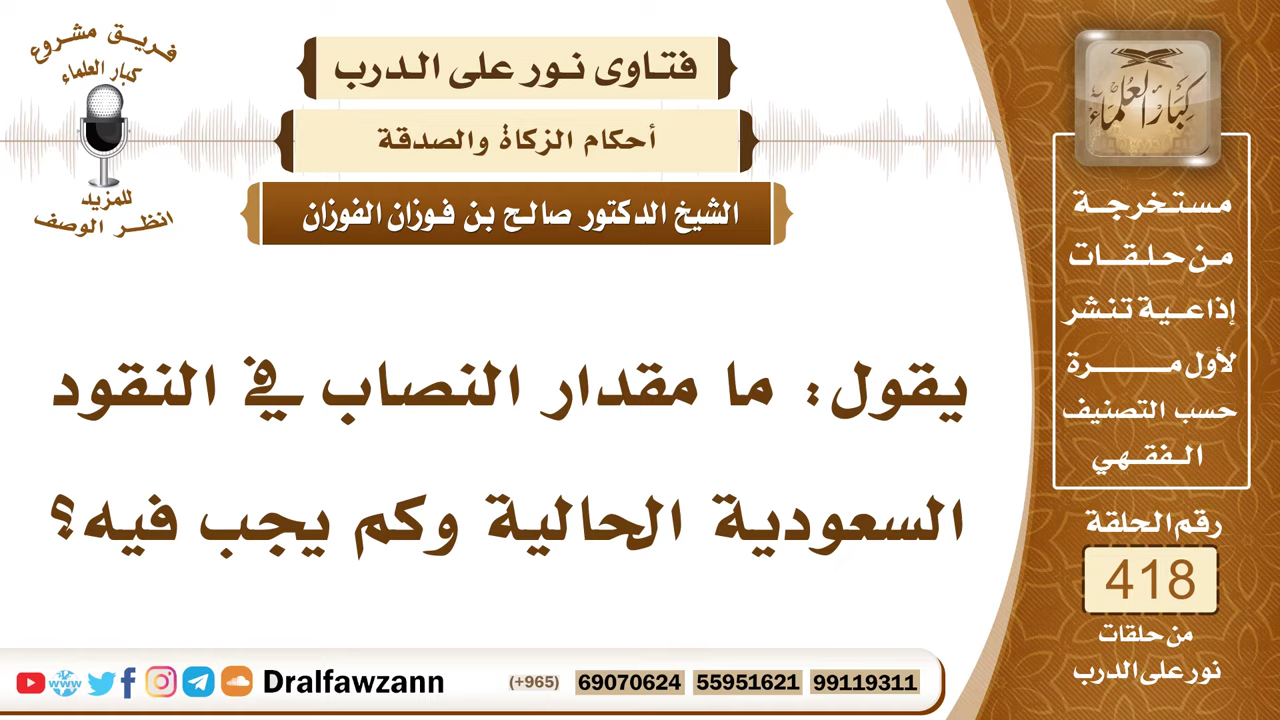 فريق مشروع
كبار العلماء
للمزيد
انظر الوصف
فتاوى نور على الدرب
أحكام الزكاة والصدقة
الشيخ الدكتور صالح بن فوزان الفوزان
يقول: ما مقدار النصاب في النقود
السعودية الحالية وكم يجب فيه؟
كبار العلماء
مستخرجة
من حلقات
إذاعية تنشر
لأول مرة
حسب التصنيف
الفقهي
رقم الحلقة
418
من حلقات
نور على الدرب
www Dralfawzann (+965) 69070624 55951621 99119311